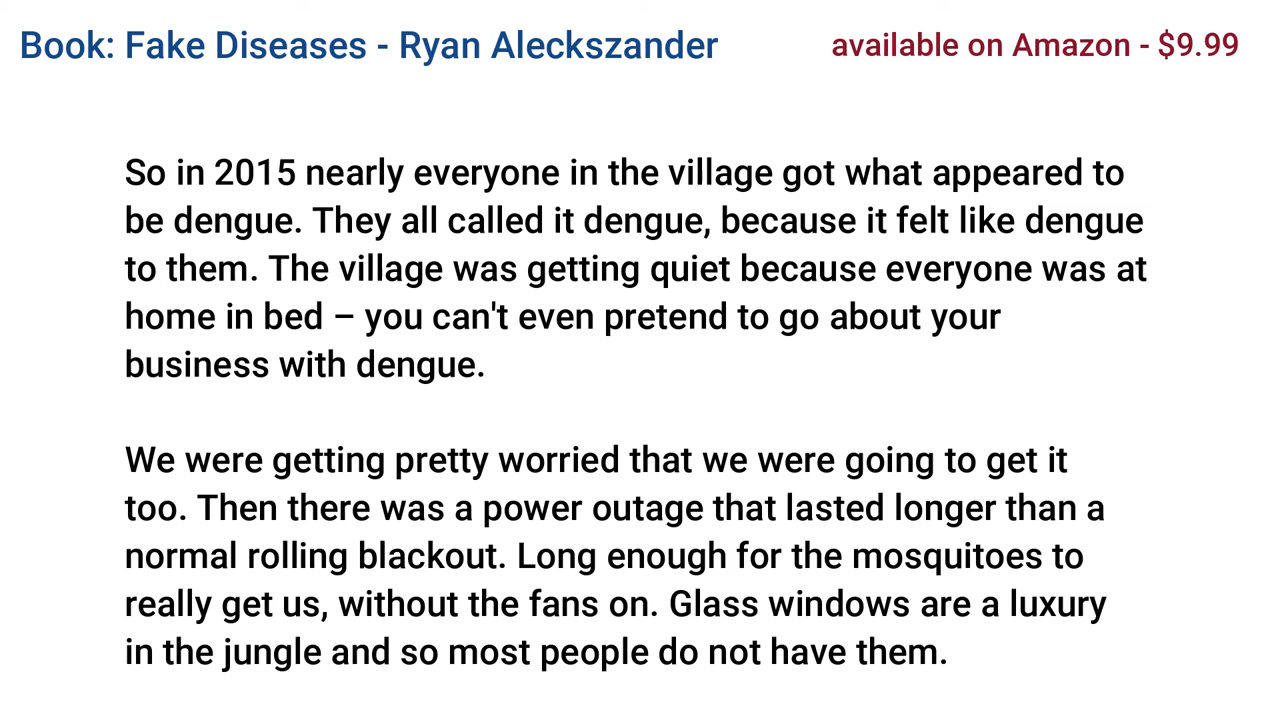 Book: Fake Diseases - Ryan Aleckszander
available on Amazon - $9.99
So in 2015 nearly everyone in the village got what appeared to
be dengue. They all called it dengue, because it felt like dengue
to them. The village was getting quiet because everyone was at
home in bed – you can't even pretend to go about your
business with dengue.
We were getting pretty worried that we were going to get it
too. Then there was a power outage that lasted longer than a
normal rolling blackout. Long enough for the mosquitoes to
really get us, without the fans on. Glass windows are a luxury
in the jungle and so most people do not have them.